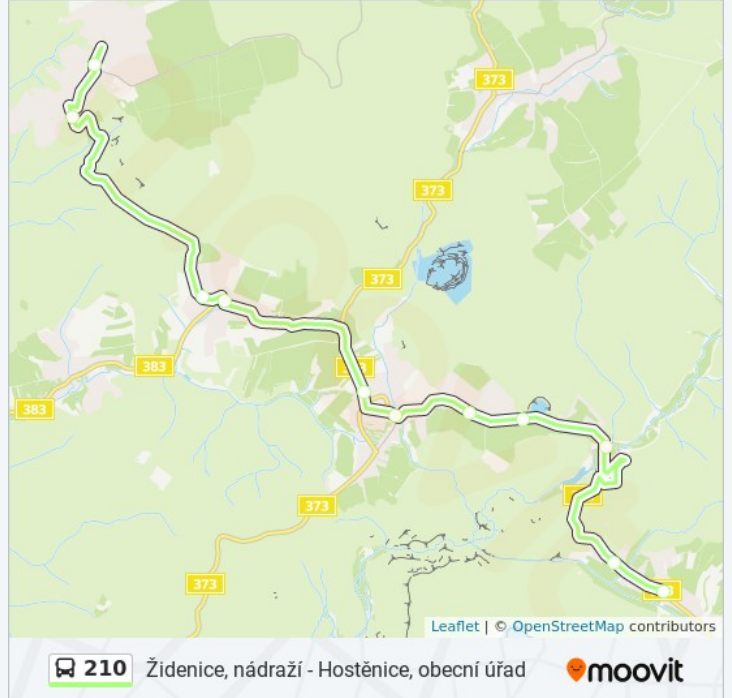 373
373
373
383
383
373
373
Leaflet | © OpenStreetMap contributors
210 Židenice, nádraží - Hostěnice, obecní úřad
moovit